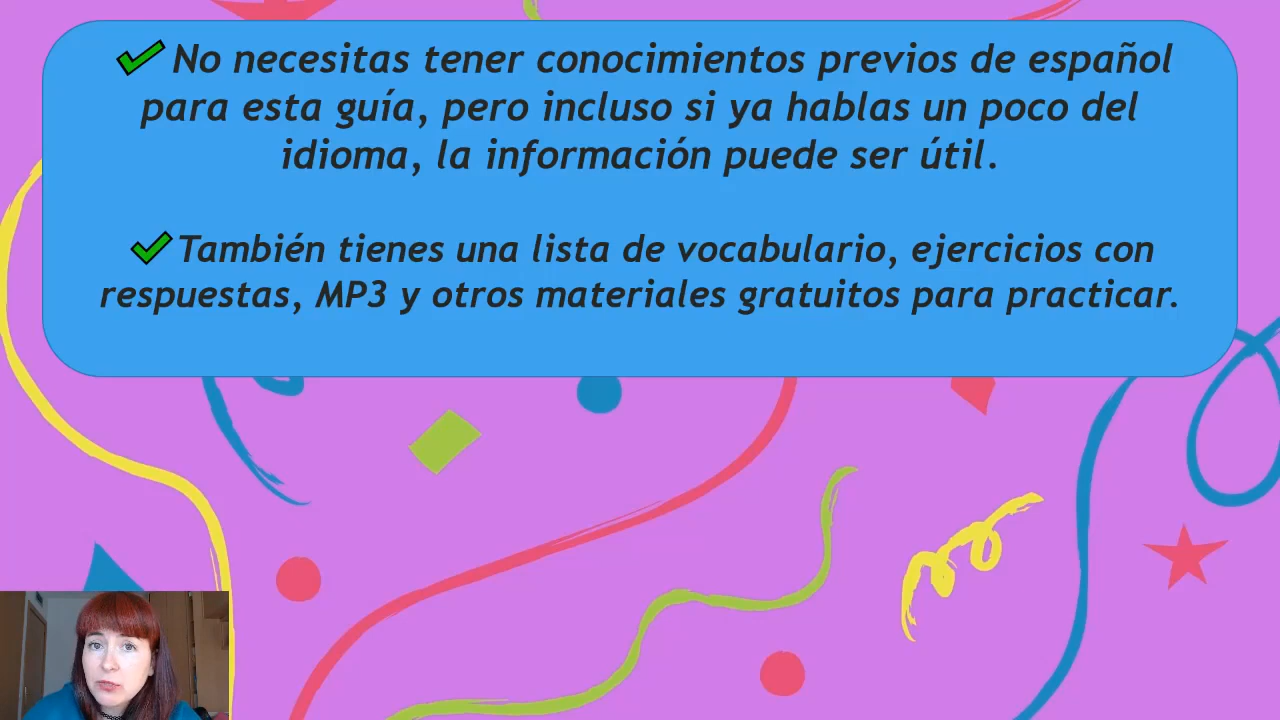 No necesitas tener conocimientos previos de español
para esta guía, pero incluso si ya hablas un poco del
idioma, la información puede ser útil.
También tienes una lista de vocabulario, ejercicios con
respuestas, MP3 y otros materiales gratuitos para practicar.